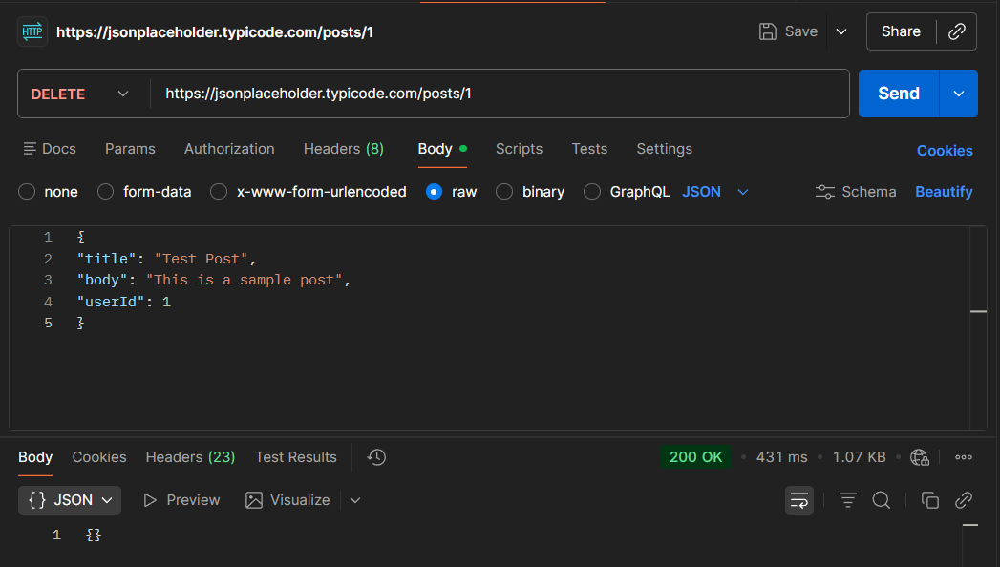 HTTP https://jsonplaceholder.typicode.com/posts/1 Save Share
DELETE https://jsonplaceholder.typicode.com/posts/1 Send
Docs Params Authorization Headers (8) Body Scripts Tests Settings Cookies
none form-data x-www-form-urlencoded raw binary GraphQL JSON Schema Beautify
1 {
2 "title": "Test Post",
3 "body": "This is a sample post",
4 "userId": 1
5 }
Body Cookies Headers (23) Test Results 200 OK • 431 ms • 1.07 KB •
{} JSON Preview Visualize
1 {}